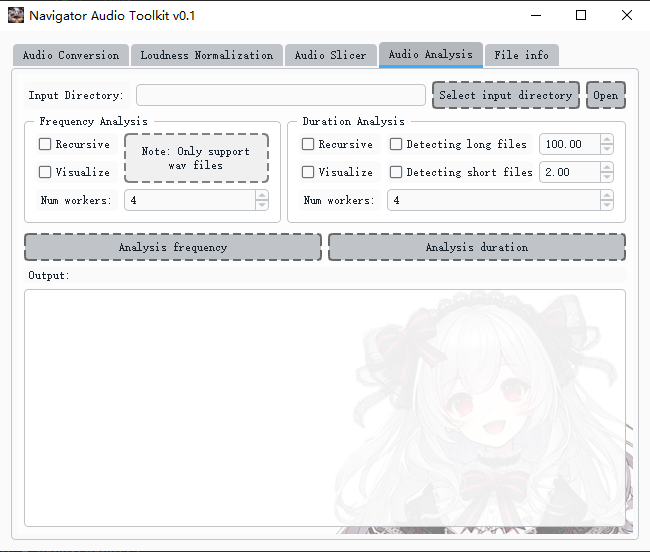 Navigator Audio Toolkit v0.1
Audio Conversion Loudness Normalization Audio Slicer Audio Analysis File info
Input Directory: Select input directory Open
Frequency Analysis Duration Analysis
Recursive Note: Only support wav files Recursive Detecting long files 100.00
Visualize Visualize Detecting short files 2.00
Num workers: 4 Num workers: 4
Analysis frequency Analysis duration
Output: